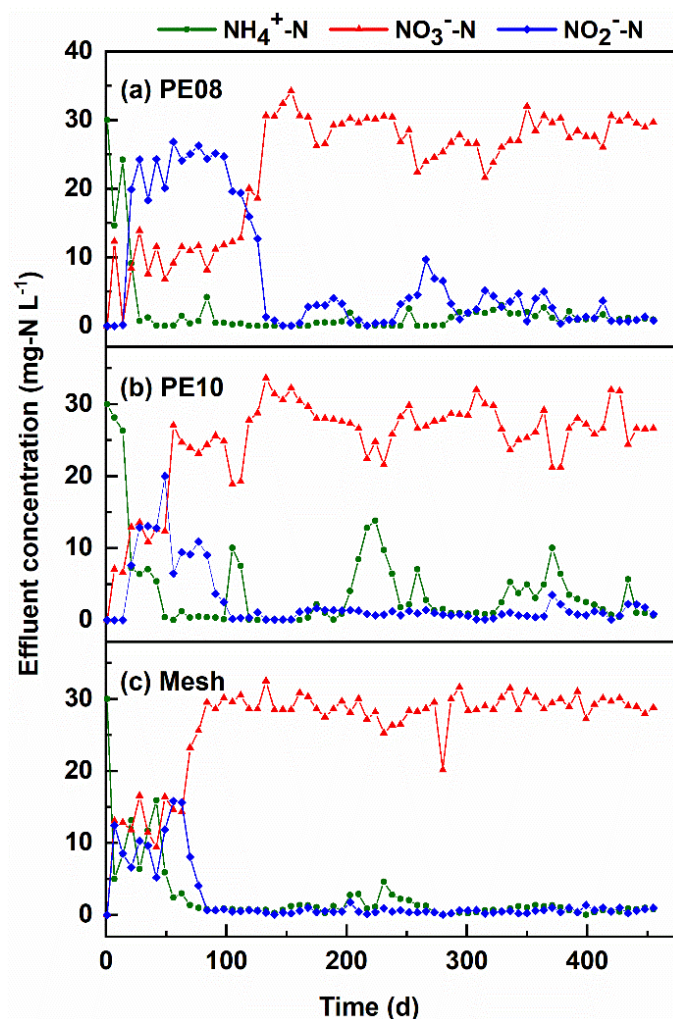 NH₄⁺-N NO₃⁻-N NO₂⁻-N
40
(a) PE08
30
20
10
0
(b) PE10
30
20
10
0
(c) Mesh
30
20
10
0
Effluent concentration (mg-N L⁻¹)
0 100 200 300 400
Time (d)